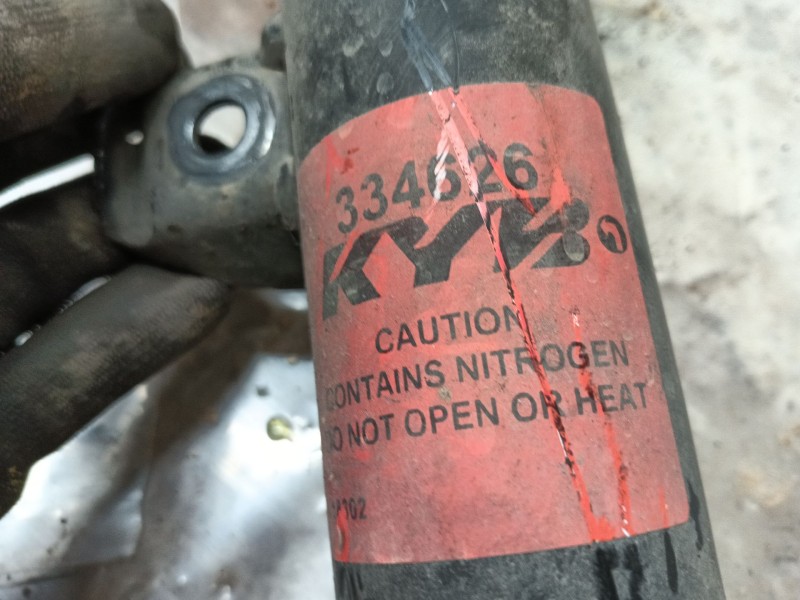 334626
KYB
CAUTION
CONTAINS NITROGEN
DO NOT OPEN OR HEAT